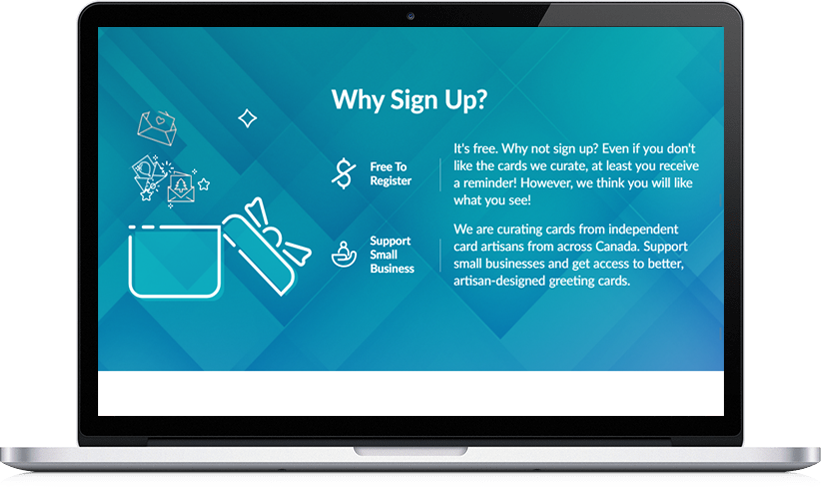 Why Sign Up?
Free To
Register
It's free. Why not sign up? Even if you don't
like the cards we curate, at least you receive
a reminder! However, we think you will like
what you see!
Support
Small
Business
We are curating cards from independent
card artisans from across Canada. Support
small businesses and get access to better,
artisan-designed greeting cards.